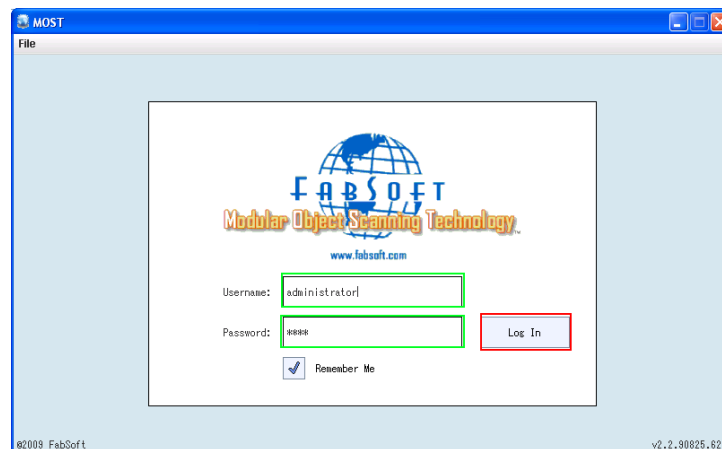 MOST
File
FABSOFT
Modular Object Scanning Technology™
www.fabsoft.com
Username: administrator
Password: ****
Log In
Remember Me
©2009 FabSoft
v2.2.90825.62